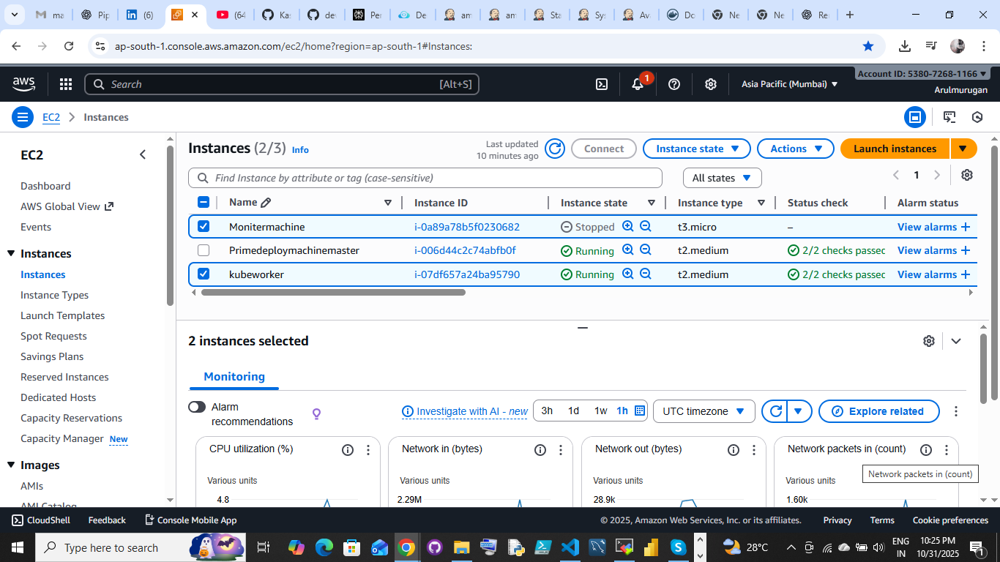 ma
Pip
(6)
(64
Kas
dev
Per
De
am
am
Sta
Sys
Ava
Do
Ne
Ne
Re
ap-south-1.console.aws.amazon.com/ec2/home?region=ap-south-1#Instances:
aws
Search
[Alt+S]
1
Asia Pacific (Mumbai)
Account ID: 5380-7268-1166
Arulmurugan
EC2
Instances
EC2
Dashboard
AWS Global View
Events
Instances
Instances
Instance Types
Launch Templates
Spot Requests
Savings Plans
Reserved Instances
Dedicated Hosts
Capacity Reservations
Capacity Manager New
Images
AMIs
AMI Catalog
Instances (2/3) Info
Last updated
10 minutes ago
Connect
Instance state
Actions
Launch instances
Find Instance by attribute or tag (case-sensitive)
All states
1
Name Instance ID Instance state Instance type Status check Alarm status
Monitermachine i-0a89a78b5f0230682 Stopped t3.micro – View alarms +
Primedeploymachinemaster i-006d44c2c74abfb0f Running t2.medium 2/2 checks passec View alarms +
kubeworker i-07df657a24ba95790 Running t2.medium 2/2 checks passec View alarms +
2 instances selected
Monitoring
Alarm
recommendations
Investigate with AI - new
3h 1d 1w 1h
UTC timezone
Explore related
CPU utilization (%)
Various units
4.8
Network in (bytes)
Various units
2.29M
Network out (bytes)
Various units
28.9k
Network packets in (count)
Various units
1.60k
Network packets in (count)
CloudShell Feedback Console Mobile App
© 2025, Amazon Web Services, Inc. or its affiliates. Privacy Terms Cookie preferences
Type here to search
28°C
ENG
IN
10:25 PM
10/31/2025
1